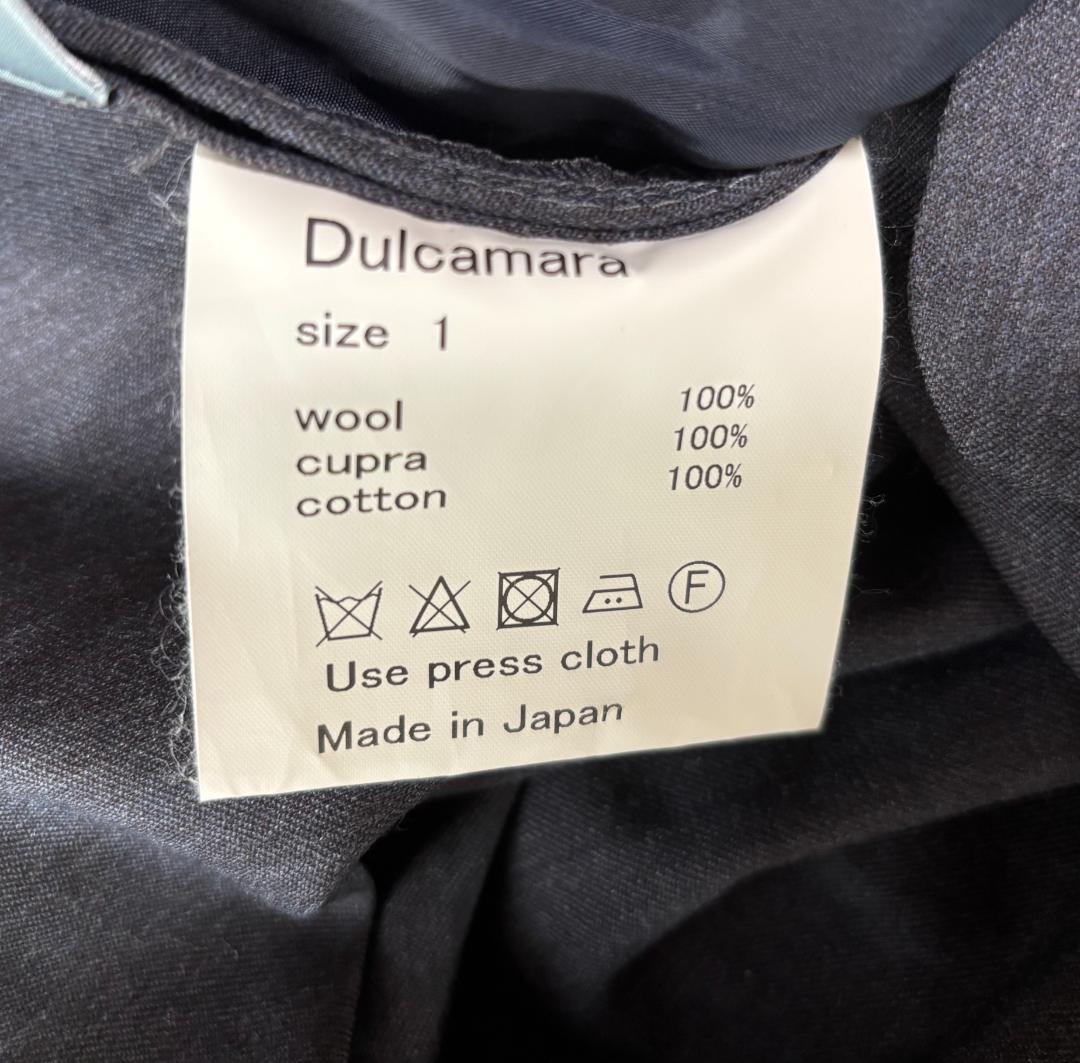 Dulcamara
size 1
wool 100%
cupra 100%
cotton 100%
F
Use press cloth
Made in Japan